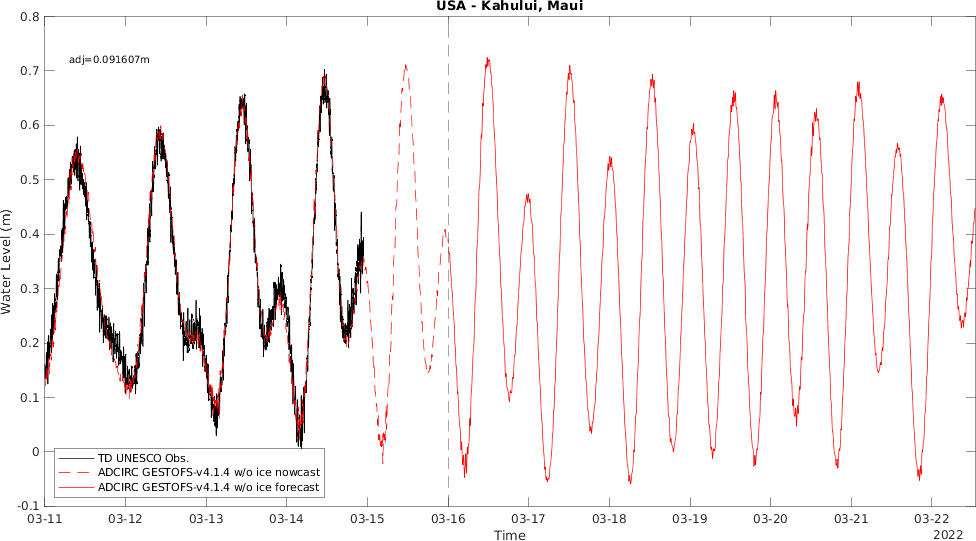 USA - Kahului, Maui
0.8
adj=0.091607m
0.7
0.6
0.5
0.4
0.3
0.2
0.1
0
-0.1
Water Level (m)
TD UNESCO Obs.
ADCIRC GESTOFS-v4.1.4 w/o ice nowcast
ADCIRC GESTOFS-v4.1.4 w/o ice forecast
03-11 03-12 03-13 03-14 03-15 03-16 03-17 03-18 03-19 03-20 03-21 03-22
Time
2022